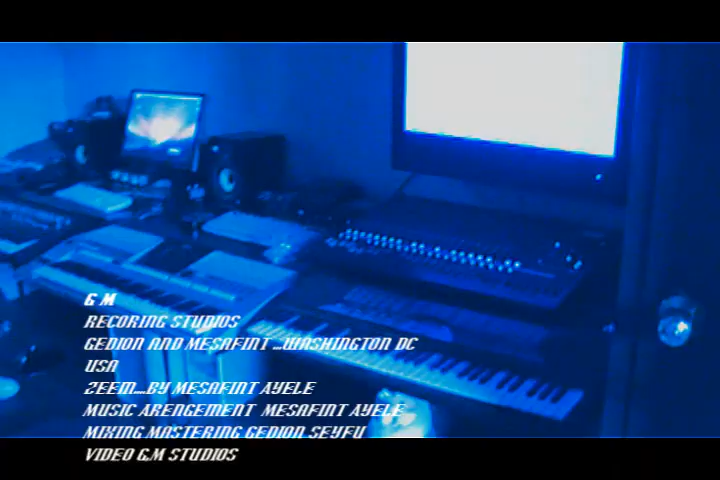 G M
RECORING STUDIOS
GEDION AND MESAFINT ...WASHINGTON DC
USA
ZEEM....BY MESAFINT AYELE
MUSIC ARENGEMENT MESAFINT AYELE
MIXING MASTERING GEDION SEYFU
VIDEO G.M STUDIOS